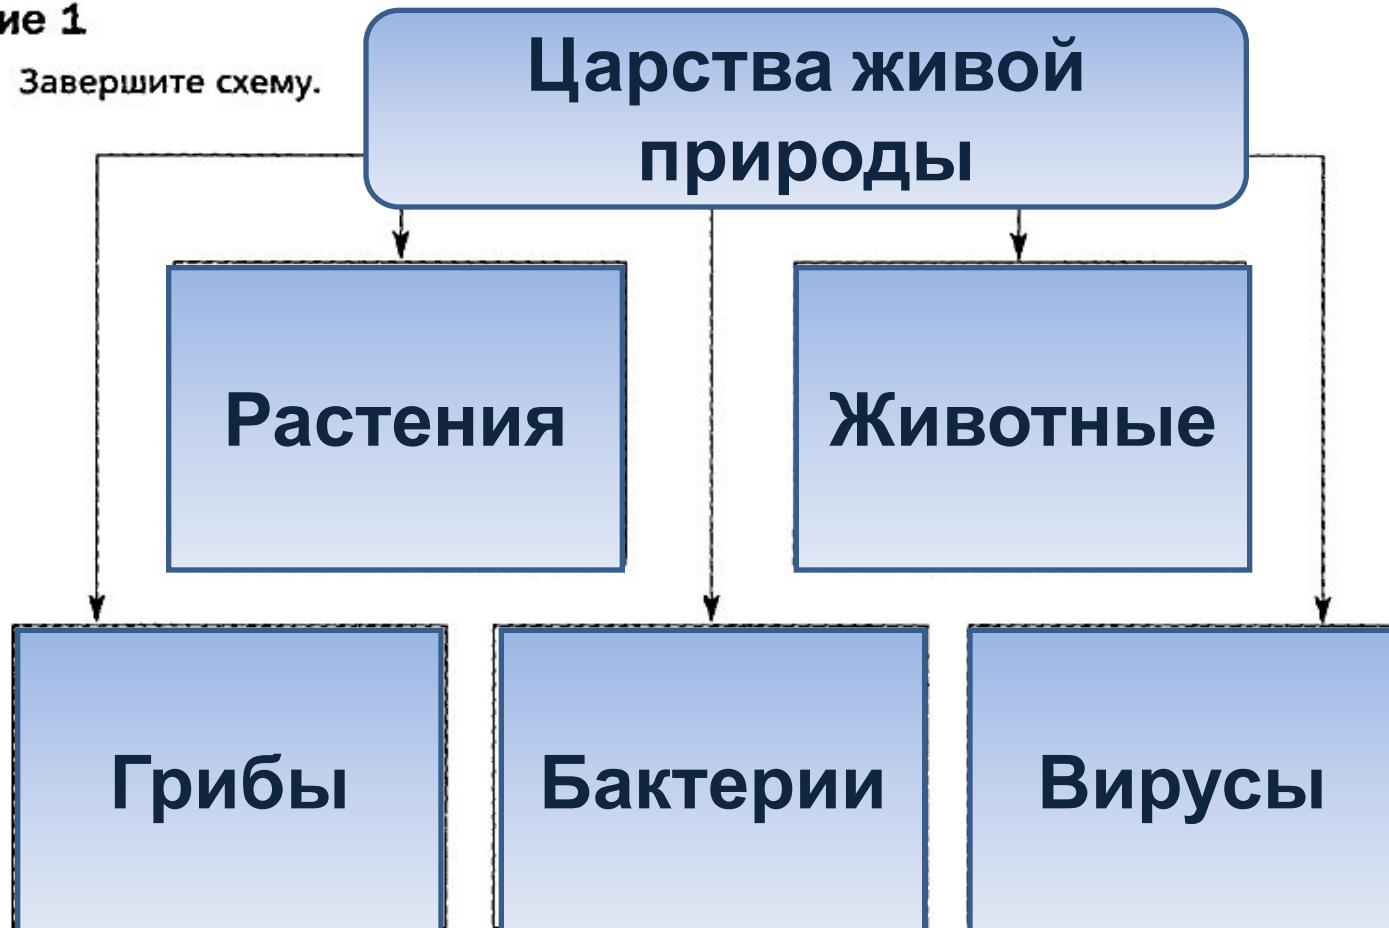 ие 1
Завершите схему.
Царства живой
природы
Растения
Животные
Грибы
Бактерии
Вирусы